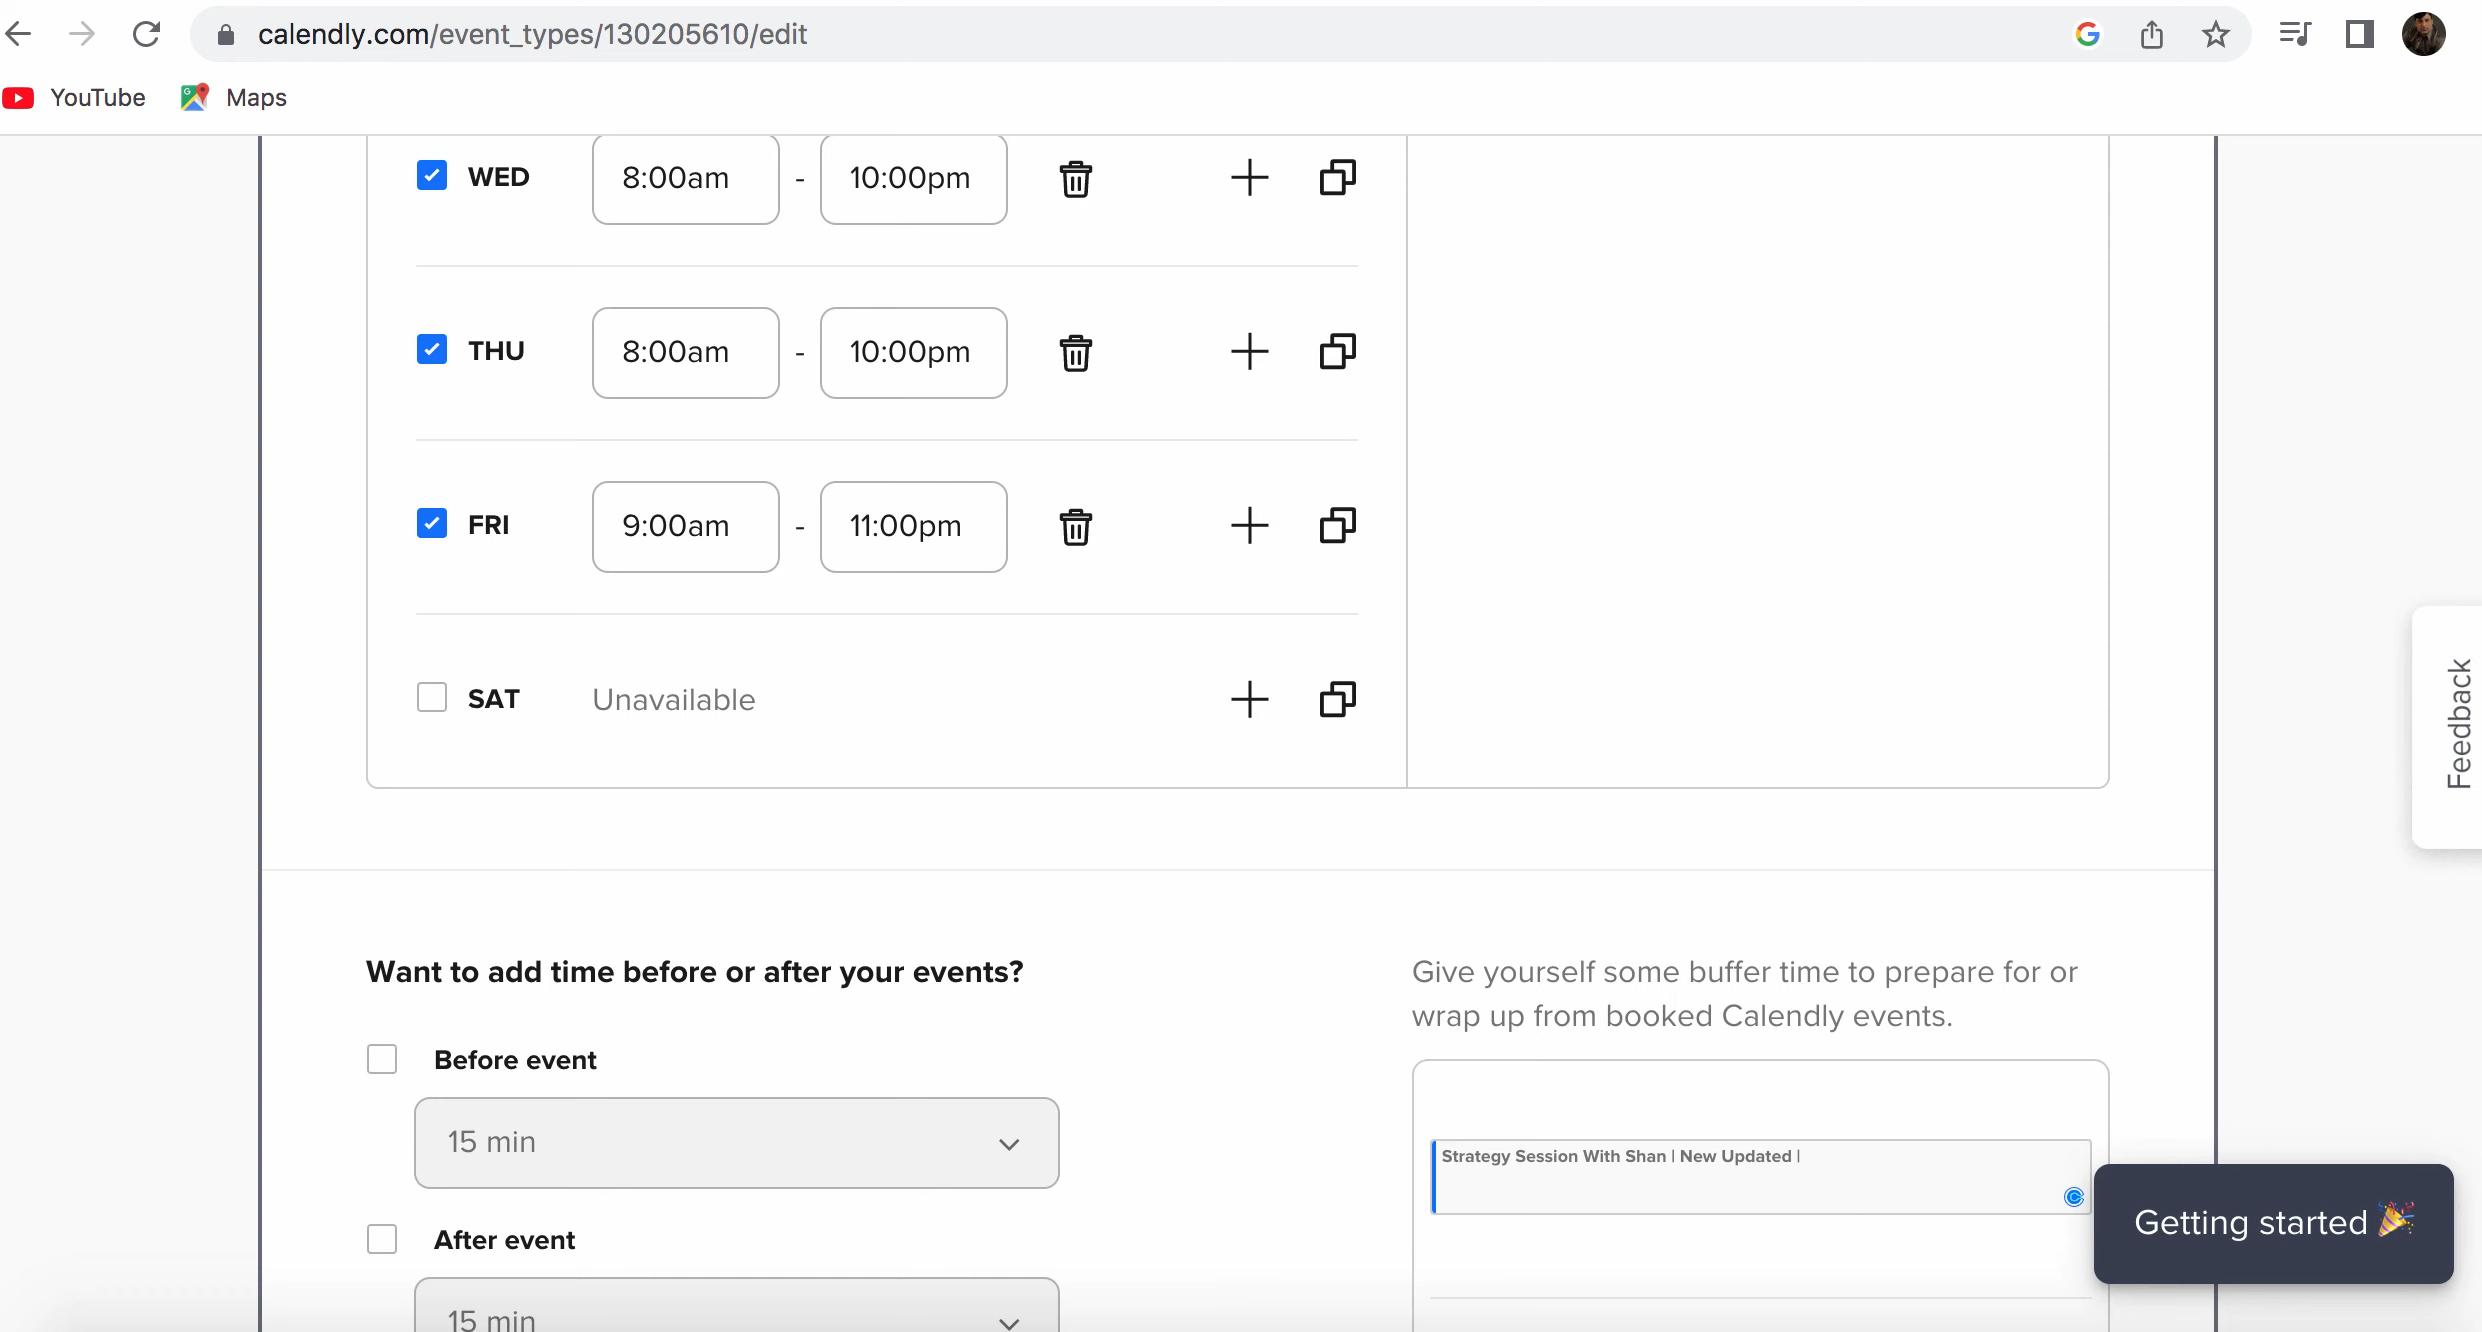 calendly.com/event_types/130205610/edit
YouTube
Maps
WED 8:00am - 10:00pm
THU 8:00am - 10:00pm
FRI 9:00am - 11:00pm
SAT Unavailable
Feedback
Want to add time before or after your events?
Before event
15 min
After event
15 min
Give yourself some buffer time to prepare for or
wrap up from booked Calendly events.
Strategy Session With Shan | New Updated |
Getting started 🎉